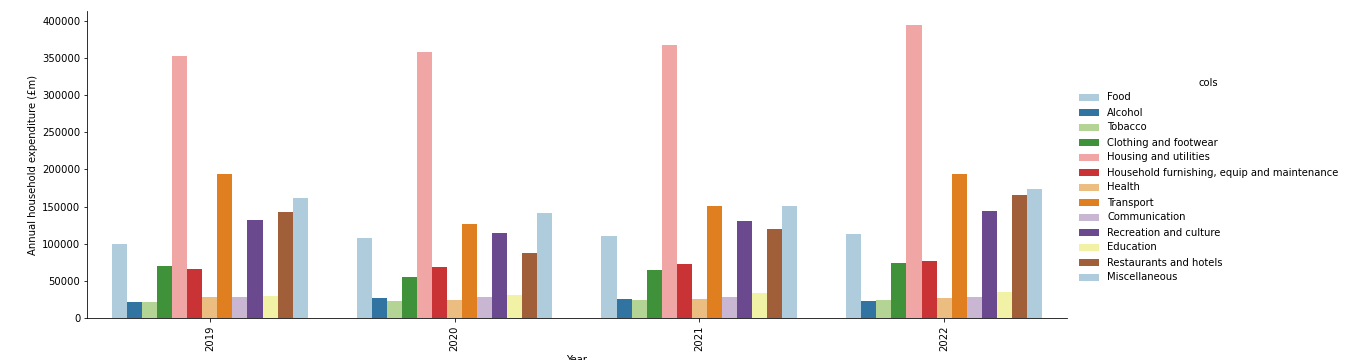 400000
350000
300000
250000
200000
150000
100000
50000
0
Annual household expenditure (£m)
2019
2020
2021
2022
Year
cols
Food
Alcohol
Tobacco
Clothing and footwear
Housing and utilities
Household furnishing, equip and maintenance
Health
Transport
Communication
Recreation and culture
Education
Restaurants and hotels
Miscellaneous